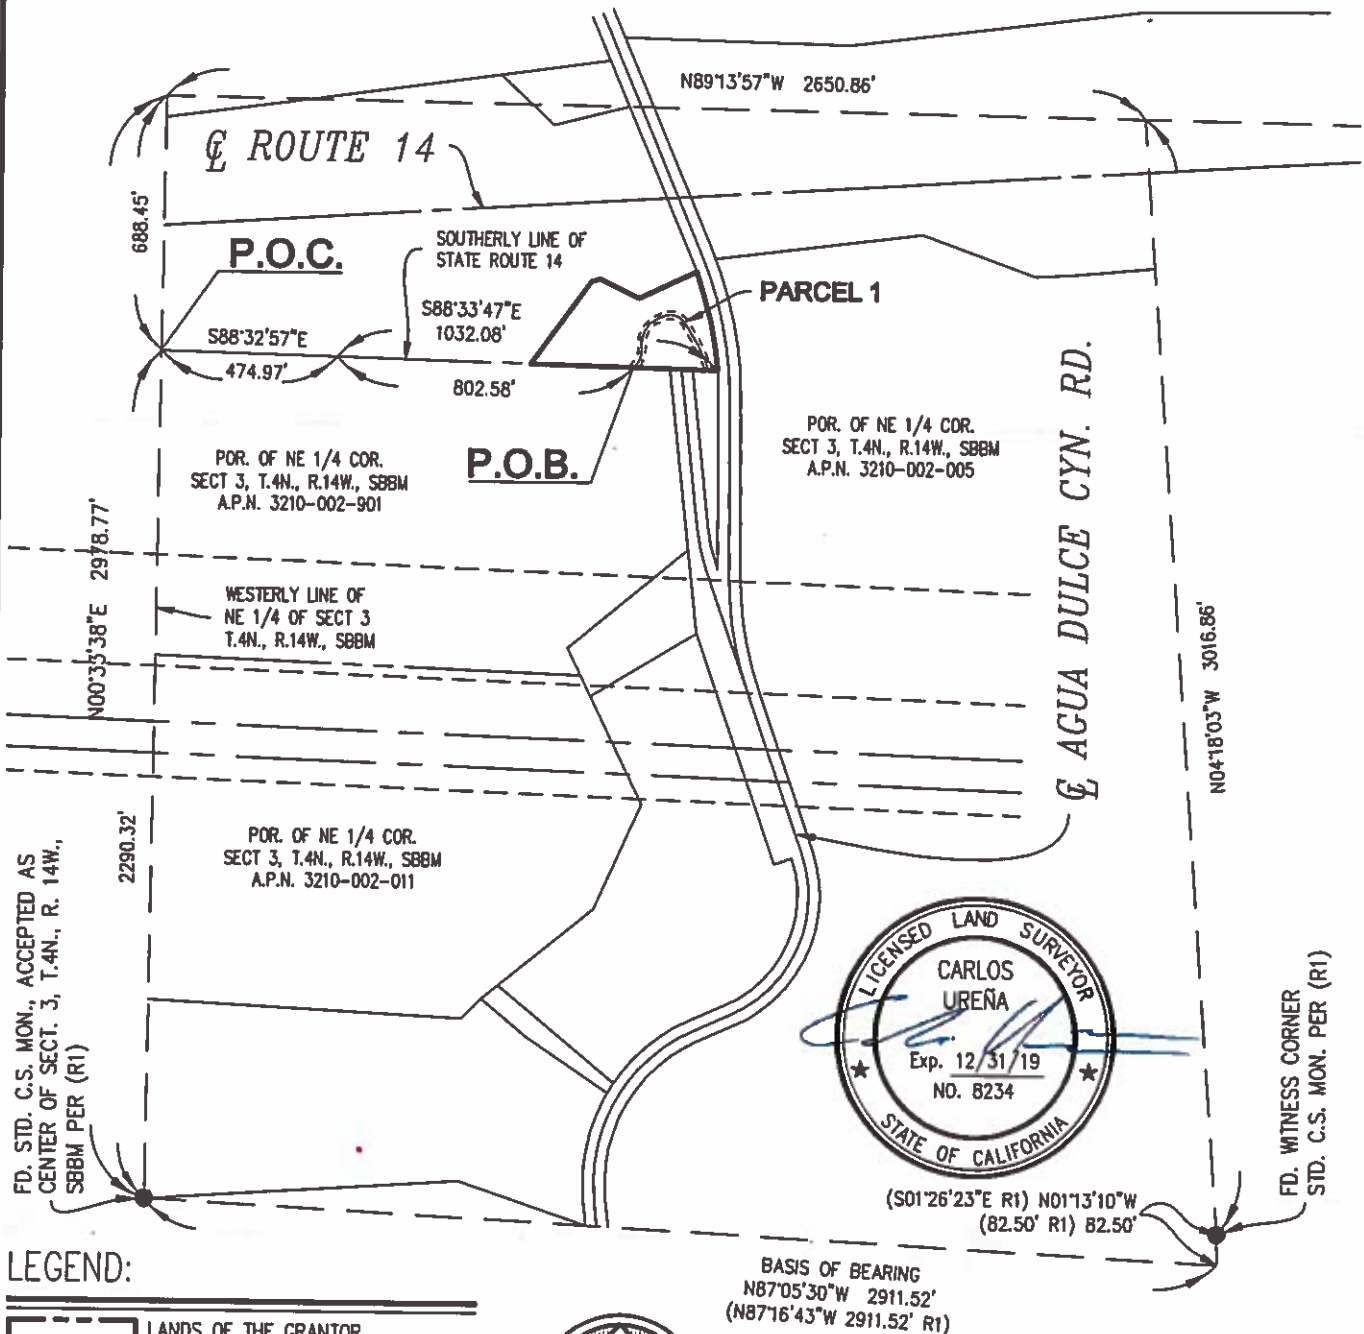 N89°13'57"W 2650.86'
℄ ROUTE 14
688.45'
P.O.C.
SOUTHERLY LINE OF
STATE ROUTE 14
PARCEL 1
S88°33'47"E
1032.08'
S88°32'57"E
474.97'
802.58'
P.O.B.
POR. OF NE 1/4 COR.
SECT 3, T.4N., R.14W., SBBM
A.P.N. 3210-002-901
POR. OF NE 1/4 COR.
SECT 3, T.4N., R.14W., SBBM
A.P.N. 3210-002-005
℄ AGUA DULCE CYN. RD.
N00°33'38"E 2978.77'
WESTERLY LINE OF
NE 1/4 OF SECT 3
T.4N., R.14W., SBBM
N04°18'03"W 3016.86'
2290.32'
POR. OF NE 1/4 COR.
SECT 3, T.4N., R.14W., SBBM
A.P.N. 3210-002-011
FD. STD. C.S. MON., ACCEPTED AS
CENTER OF SECT. 3, T.4N., R. 14W.,
SBBM PER (R1)
LICENSED LAND SURVEYOR
CARLOS
UREÑA
Exp. 12/31/19
NO. 8234
STATE OF CALIFORNIA
FD. WITNESS CORNER
STD. C.S. MON. PER (R1)
(S01°26'23"E R1) N01°13'10"W
(82.50' R1) 82.50'
BASIS OF BEARING
N87°05'30"W 2911.52'
(N87°16'43"W 2911.52' R1)
LEGEND:
LANDS OF THE GRANTOR